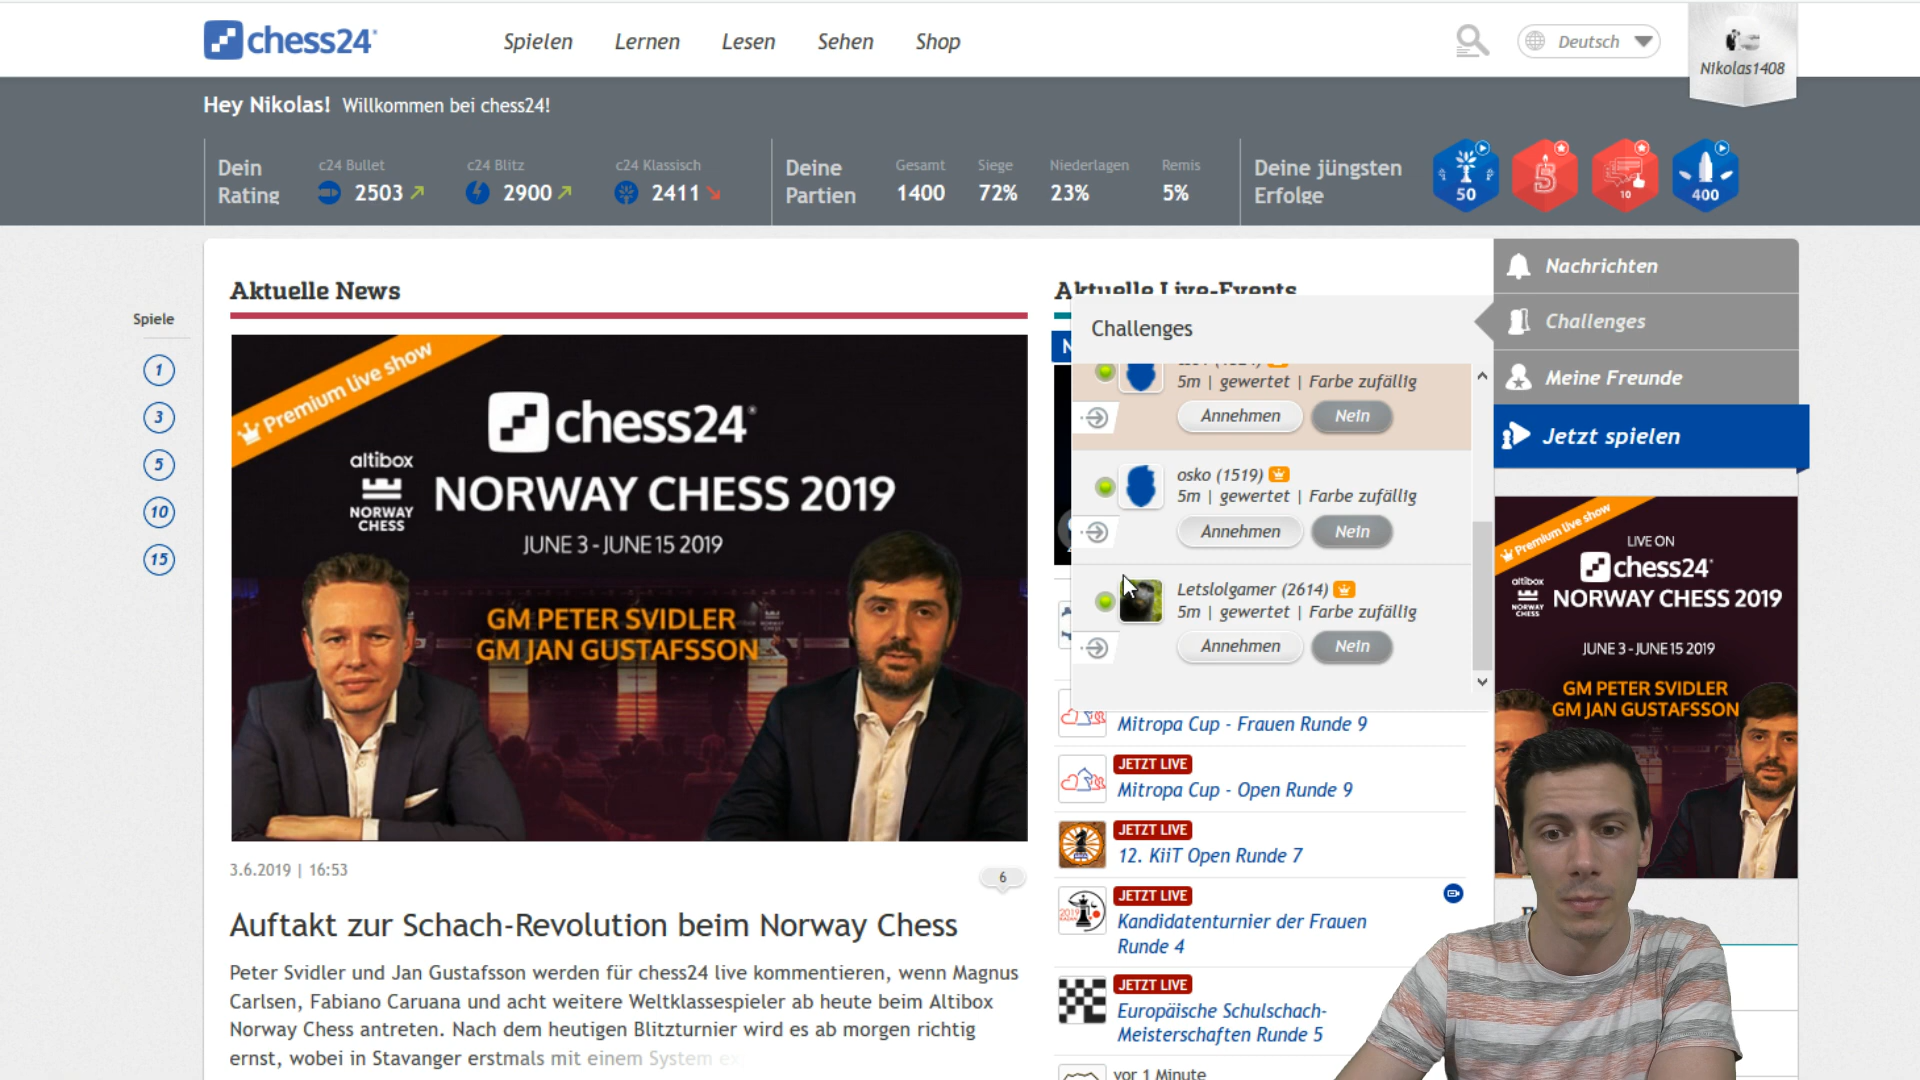 chess24
Spielen
Lernen
Lesen
Sehen
Shop
Deutsch
Nikolas1408
Hey Nikolas! Willkommen bei chess24!
Dein
Rating
c24 Bullet
2503
c24 Blitz
2900
c24 Klassisch
2411
Deine
Partien
Gesamt
1400
Siege
72%
Niederlagen
23%
Remis
5%
Deine jüngsten
Erfolge
50
5
10
400
Spiele
1
3
5
10
15
Aktuelle News
Premium live show
chess24
altibox
NORWAY
CHESS
NORWAY CHESS 2019
JUNE 3 - JUNE 15 2019
GM PETER SVIDLER
GM JAN GUSTAFSSON
3.6.2019 | 16:53
6
Auftakt zur Schach-Revolution beim Norway Chess
Peter Svidler und Jan Gustafsson werden für chess24 live kommentieren, wenn Magnus
Carlsen, Fabiano Caruana und acht weitere Weltklassespieler ab heute beim Altibox
Norway Chess antreten. Nach dem heutigen Blitzturnier wird es ab morgen richtig
ernst, wobei in Stavanger erstmals mit einem System
Aktuelle Live-Events
Challenges
5m | gewertet | Farbe zufällig
Annehmen
Nein
osko (1519)
5m | gewertet | Farbe zufällig
Annehmen
Nein
Letslolgamer (2614)
5m | gewertet | Farbe zufällig
Annehmen
Nein
Mitropa Cup - Frauen Runde 9
JETZT LIVE
Mitropa Cup - Open Runde 9
JETZT LIVE
12. KiiT Open Runde 7
JETZT LIVE
Kandidatenturnier der Frauen
Runde 4
JETZT LIVE
Europäische Schulschach-
Meisterschaften Runde 5
vor 1 Minute
Nachrichten
Challenges
Meine Freunde
Jetzt spielen
Premium live show
LIVE ON
chess24
altibox
NORWAY
CHESS
NORWAY CHESS 2019
JUNE 3 - JUNE 15 2019
GM PETER SVIDLER
GM JAN GUSTAFSSON